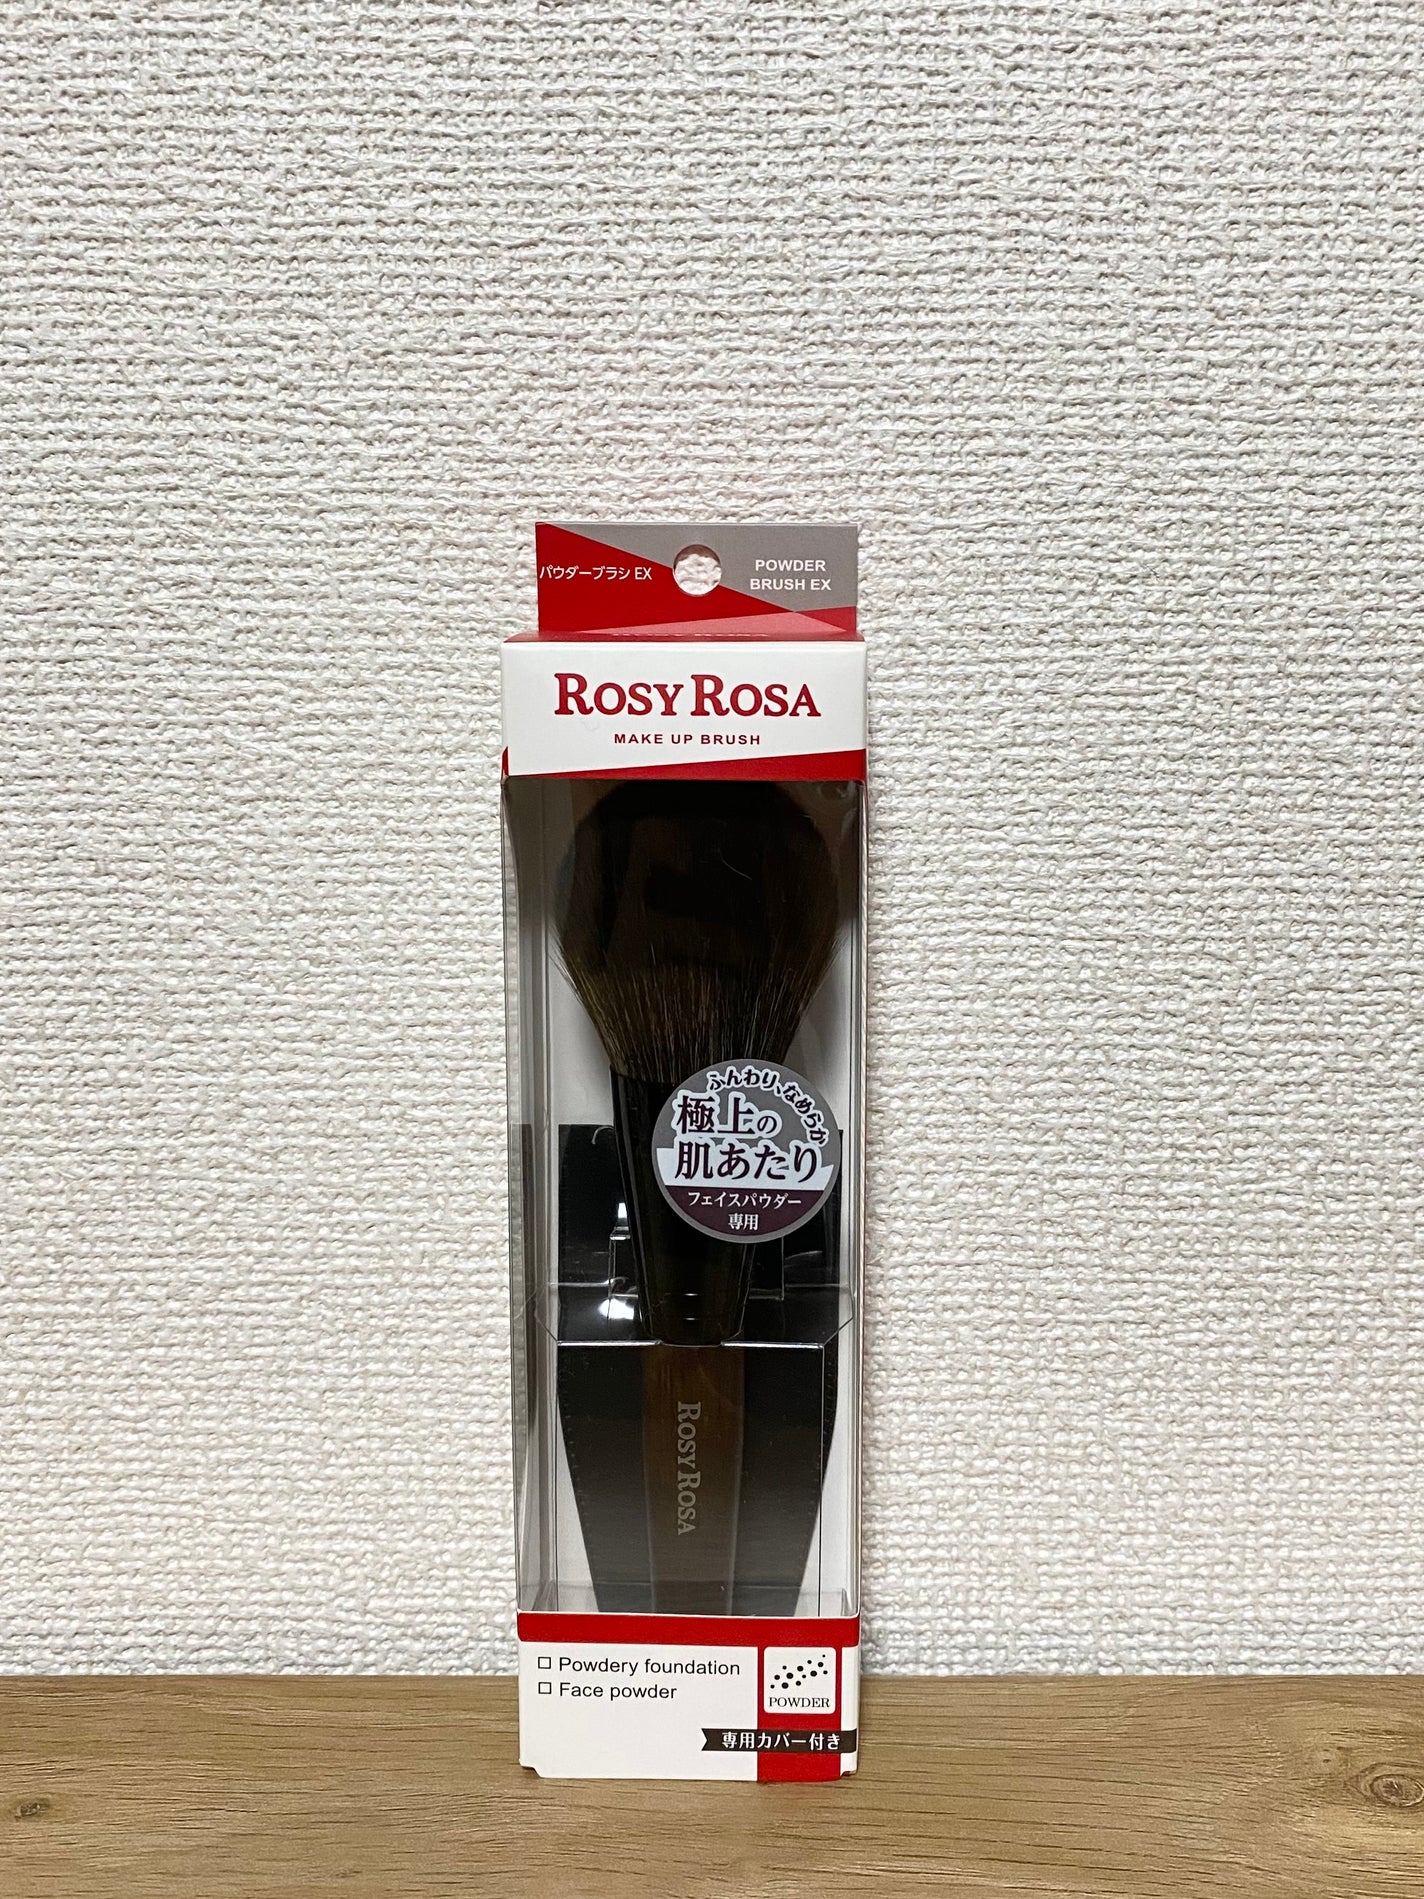 パウダーブラシ EX
POWDER
BRUSH EX
ROSY ROSA
ROSY ROSA
MAKE UP BRUSH
ふんわり、なめらか
極上の
肌あたり
フェイスパウダー
専用
ROSY ROSA
□ Powdery foundation
□ Face powder
POWDER
専用カバー付き